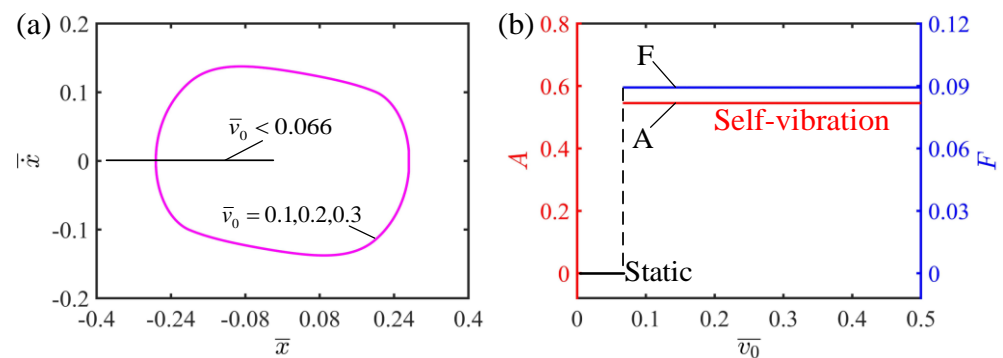 (a)
0.2
0.1
0
-0.1
-0.2
-0.4
-0.24
-0.08
0.08
0.24
0.4
x̄
ẋ̄
v̄₀ < 0.066
v̄₀ = 0.1,0.2,0.3
(b)
0.8
0.6
0.4
0.2
0
A
0
0.1
0.2
0.3
0.4
0.5
v̄₀
0.12
0.09
0.06
0.03
0
F
F
A
Self-vibration
Static